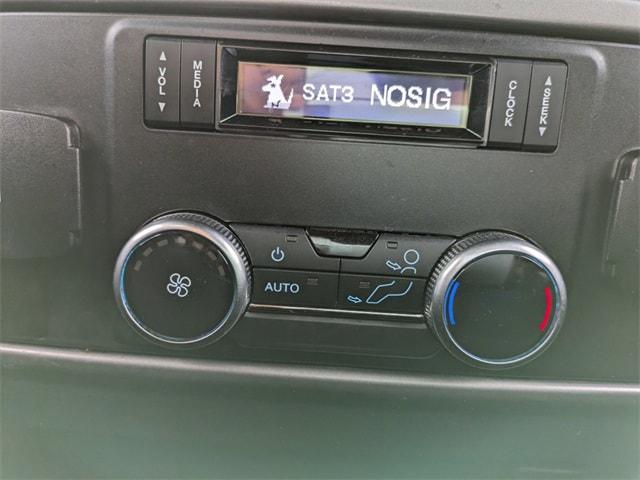 VOL
MEDIA
SAT3 NOSIG
CLOCK
SEEK
AUTO